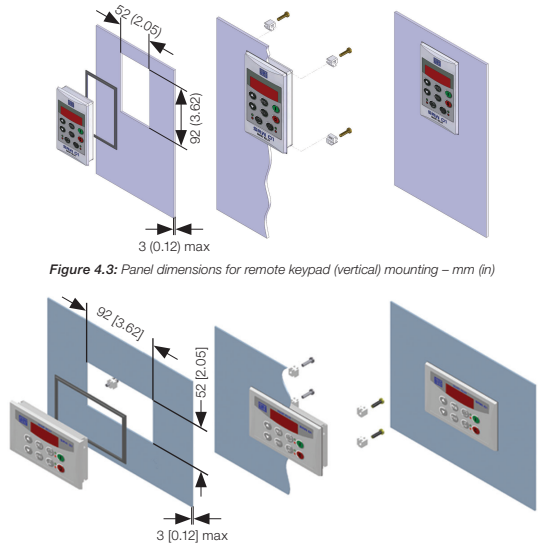 52 (2.05)
92 (3.62)
3 (0.12) max
Figure 4.3: Panel dimensions for remote keypad (vertical) mounting – mm (in)
92 [3.62]
52 [2.05]
3 [0.12] max